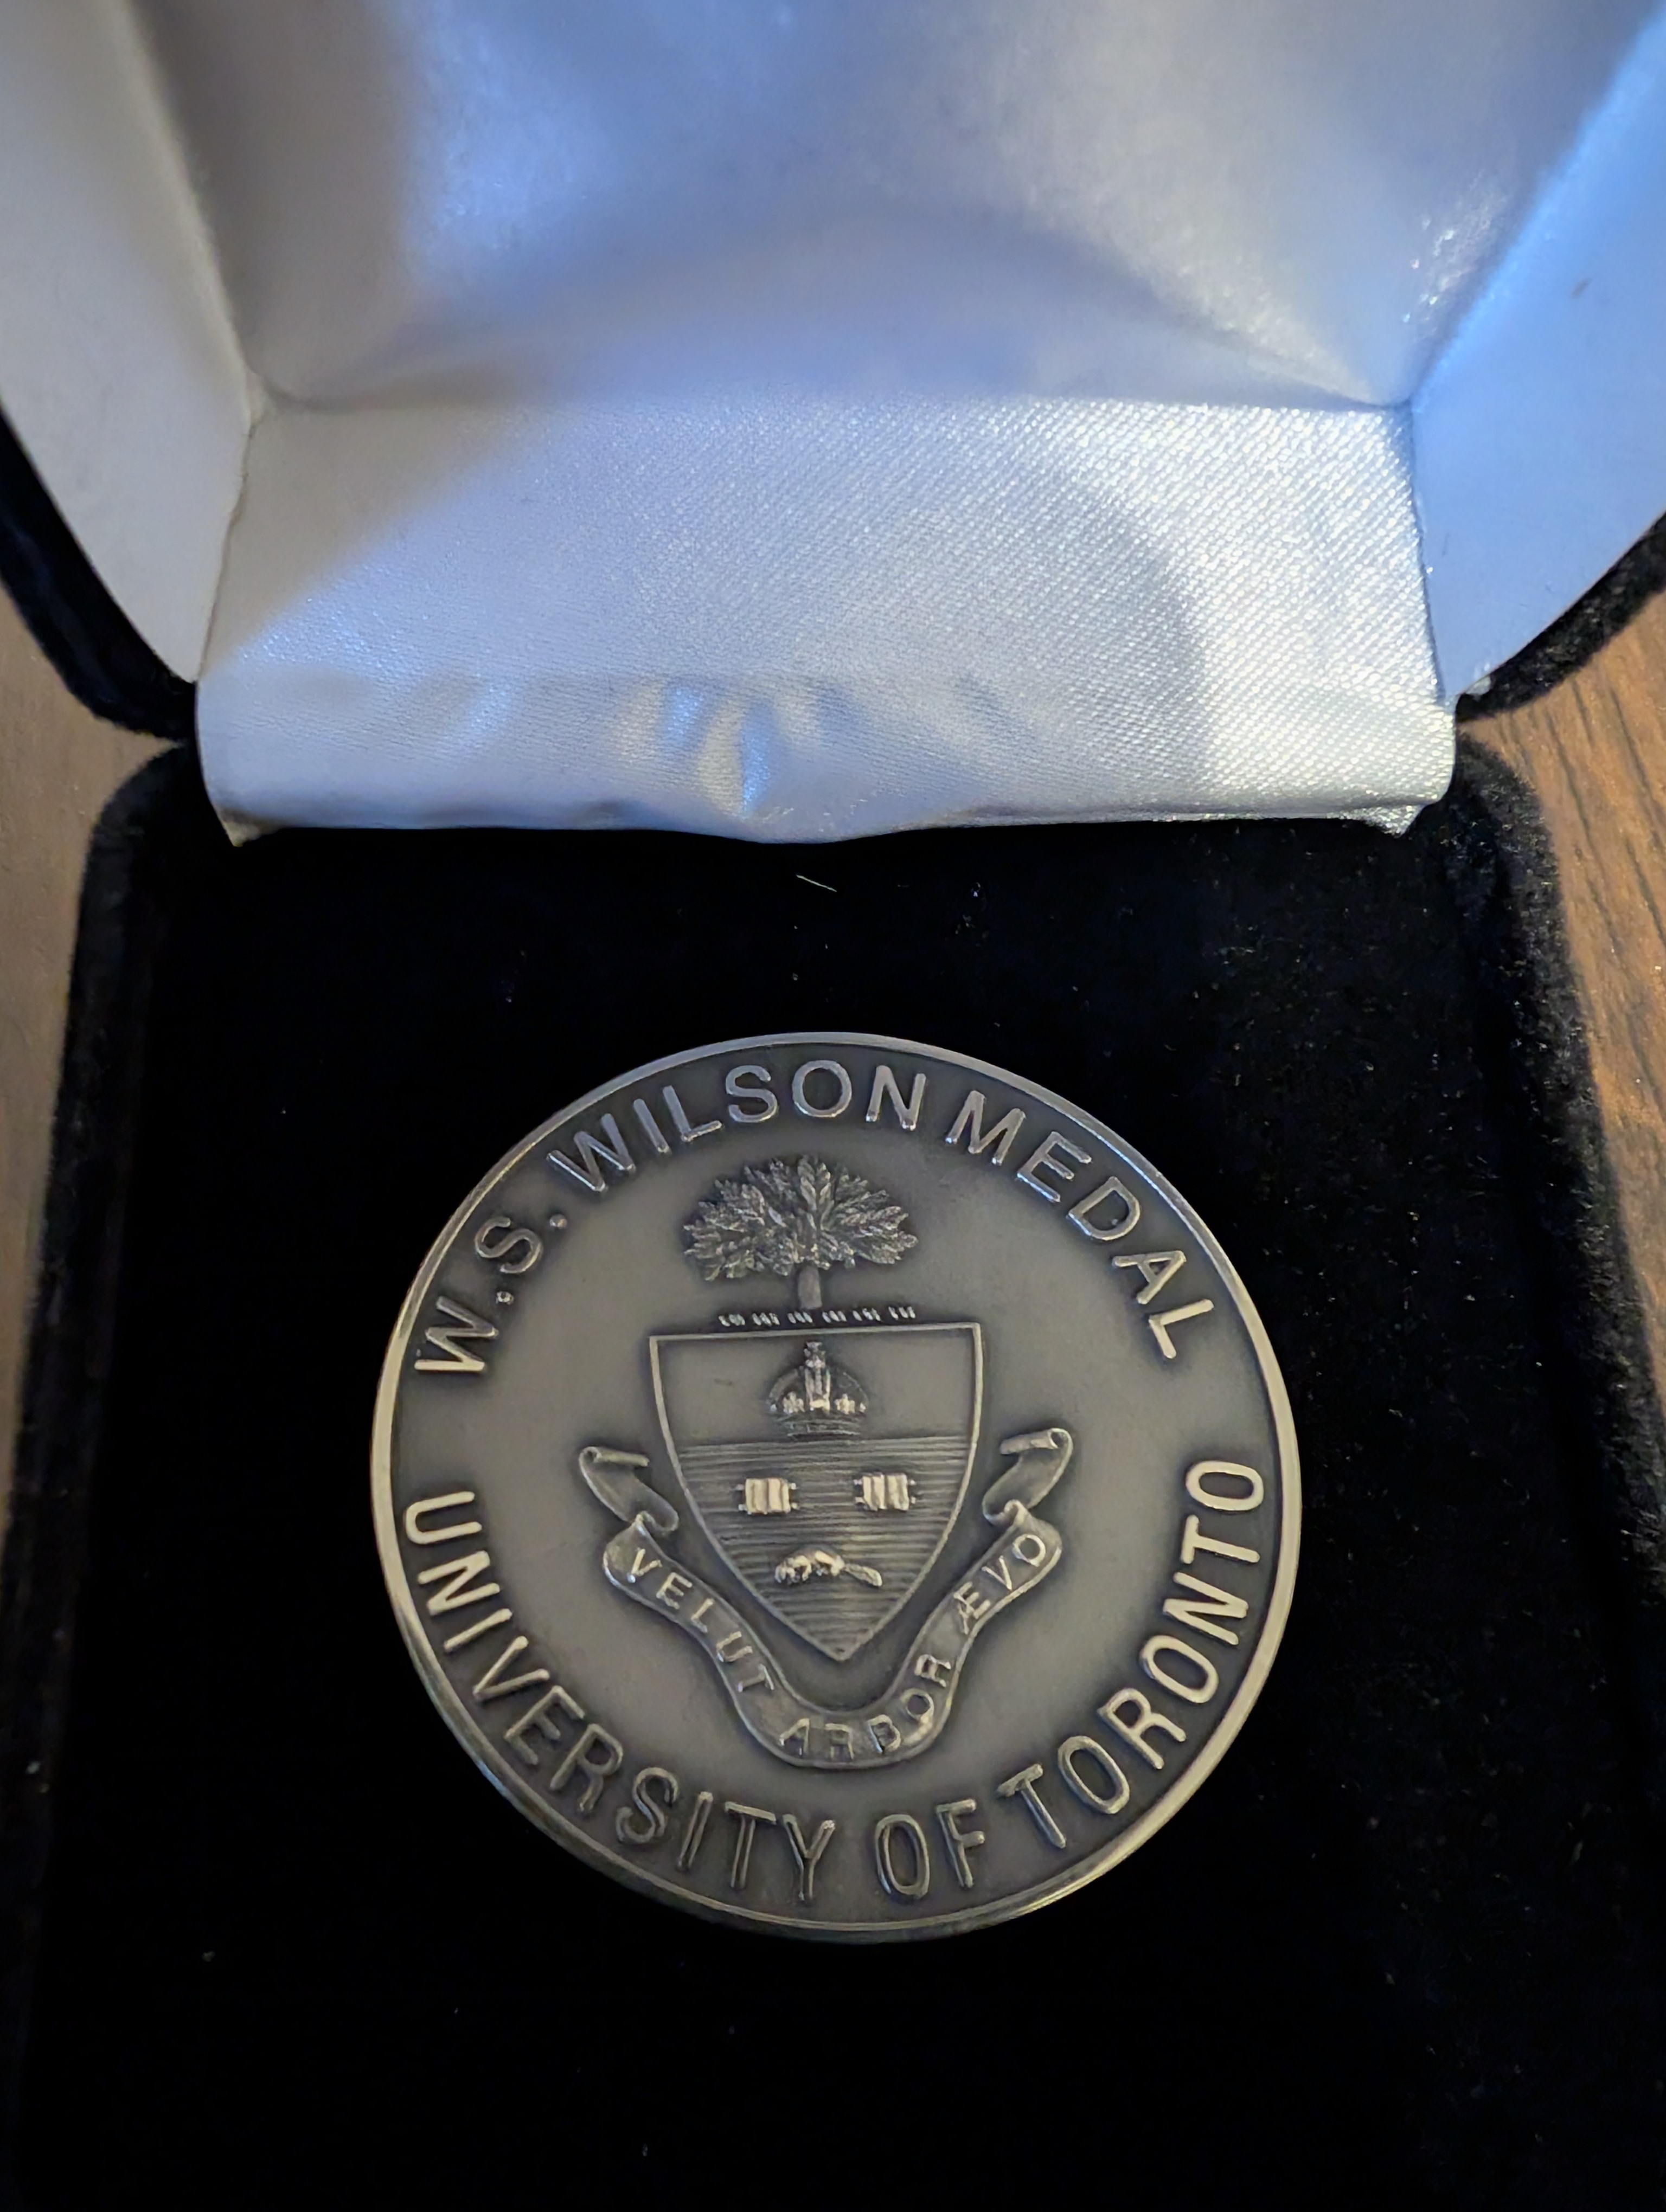 W.S. WILSON MEDAL
VELUT ARBOR ÆVO
UNIVERSITY OF TORONTO